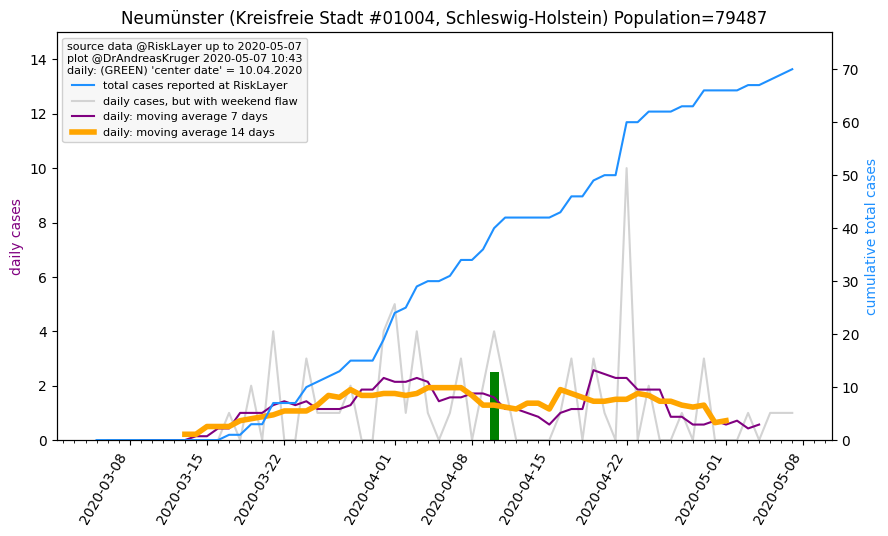 Neumünster (Kreisfreie Stadt #01004, Schleswig-Holstein) Population=79487
source data @RiskLayer up to 2020-05-07
plot @DrAndreasKruger 2020-05-07 10:43
daily: (GREEN) 'center date' = 10.04.2020
total cases reported at RiskLayer
daily cases, but with weekend flaw
daily: moving average 7 days
daily: moving average 14 days
daily cases
14
12
10
8
6
4
2
0
70
60
50
40
30
20
10
0
cumulative total cases
2020-03-08
2020-03-15
2020-03-22
2020-04-01
2020-04-08
2020-04-15
2020-04-22
2020-05-01
2020-05-08